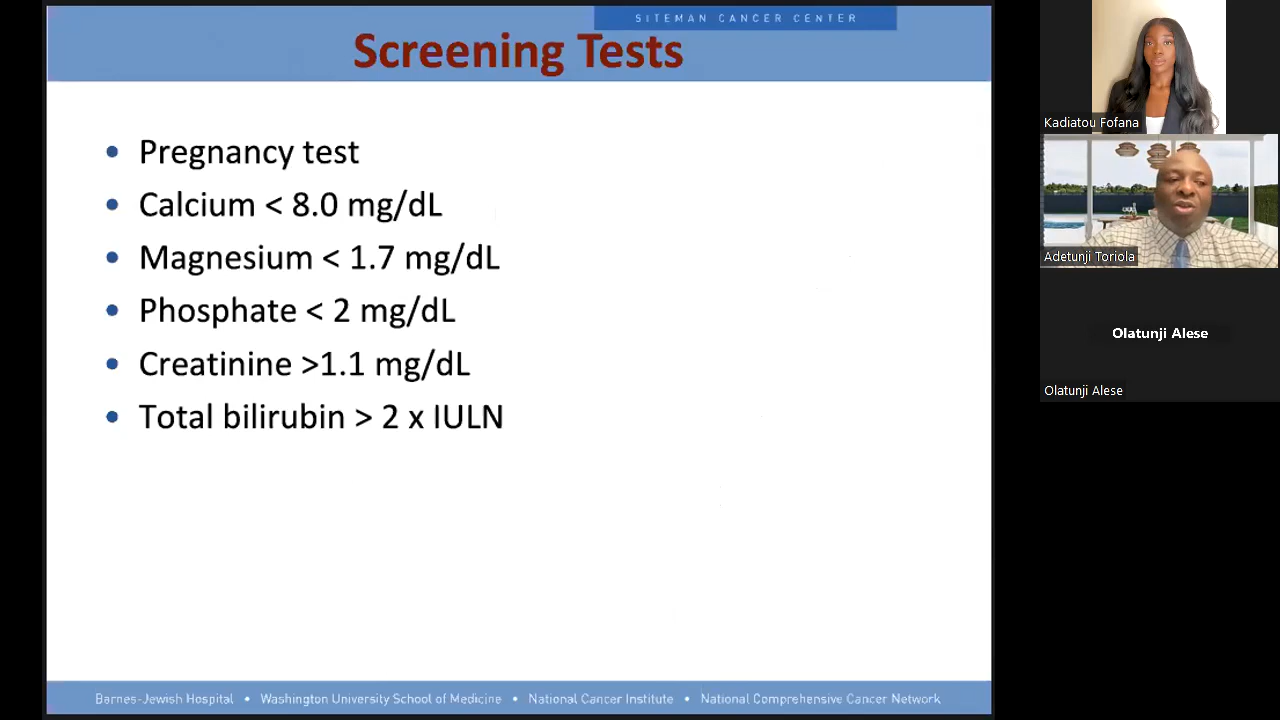 SITEMAN CANCER CENTER
Screening Tests
• Pregnancy test
• Calcium < 8.0 mg/dL
• Magnesium < 1.7 mg/dL
• Phosphate < 2 mg/dL
• Creatinine >1.1 mg/dL
• Total bilirubin > 2 x IULN
Barnes-Jewish Hospital • Washington University School of Medicine • National Cancer Institute • National Comprehensive Cancer Network
Kadiatou Fofana
Adetunji Toriola
Olatunji Alese
Olatunji Alese